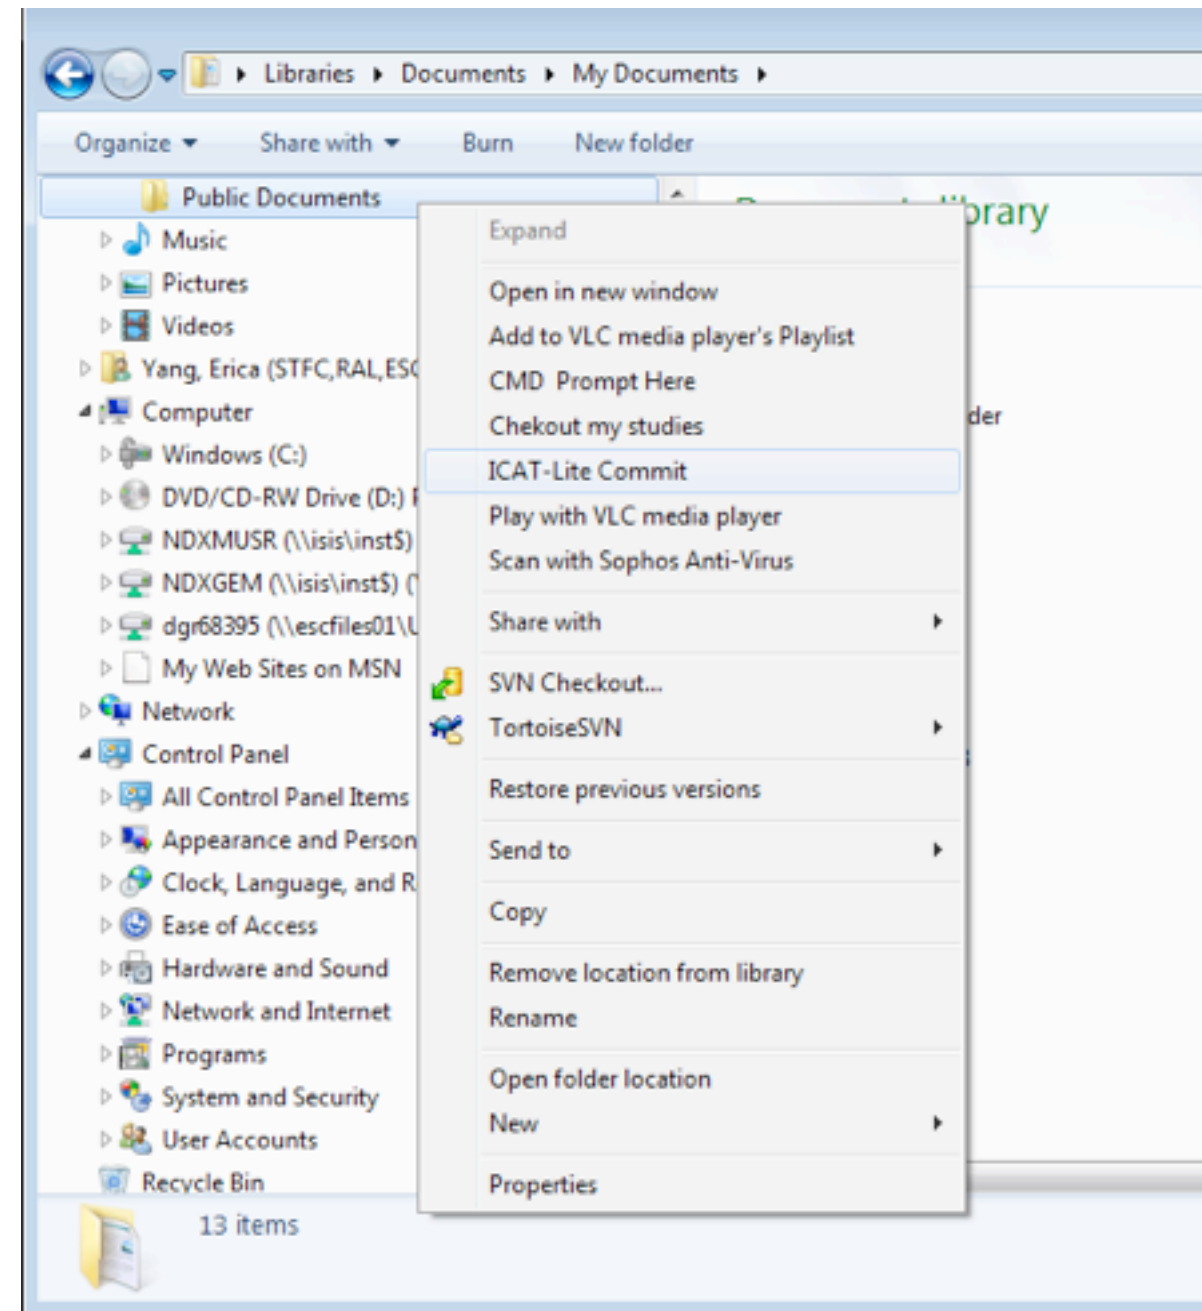 Libraries Documents My Documents
Organize Share with Burn New folder
Public Documents
Music
Pictures
Videos
Yang, Erica (STFC,RAL,ESC
Computer
Windows (C:)
DVD/CD-RW Drive (D:)
NDXMUSR (\\isis\inst$)
NDXGEM (\\isis\inst$) (
dgr68395 (\\escfiles01\U
My Web Sites on MSN
Network
Control Panel
All Control Panel Items
Appearance and Person
Clock, Language, and R
Ease of Access
Hardware and Sound
Network and Internet
Programs
System and Security
User Accounts
Recycle Bin
Expand
Open in new window
Add to VLC media player's Playlist
CMD Prompt Here
Chekout my studies
ICAT-Lite Commit
Play with VLC media player
Scan with Sophos Anti-Virus
Share with
SVN Checkout...
TortoiseSVN
Restore previous versions
Send to
Copy
Remove location from library
Rename
Open folder location
New
Properties
brary
der
13 items